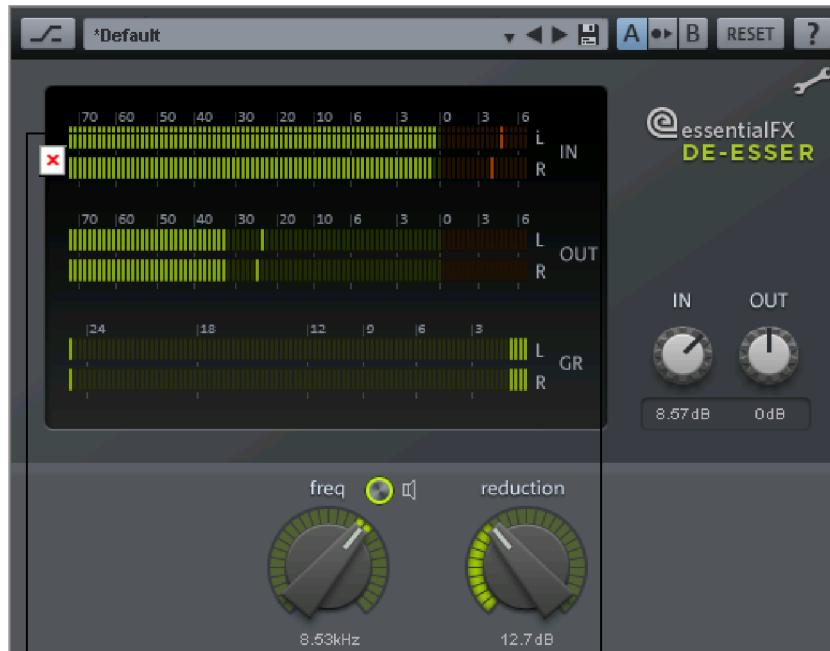 *Default A B RESET ?
|70 |60 |50 |40 |30 |20 |10 |6 |3 |0 |3 |6
L
IN
R
essentialFX
DE-ESSER
|70 |60 |50 |40 |30 |20 |10 |6 |3 |0 |3 |6
L
OUT
R
IN OUT
|24 |18 |12 |9 |6 |3
L
GR
R
8.57dB 0dB
freq reduction
8.53kHz 12.7dB